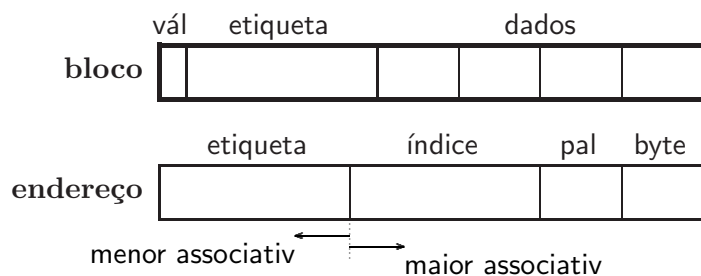 vál etiqueta dados
bloco
etiqueta índice pal byte
endereço
menor associativ maior associativ